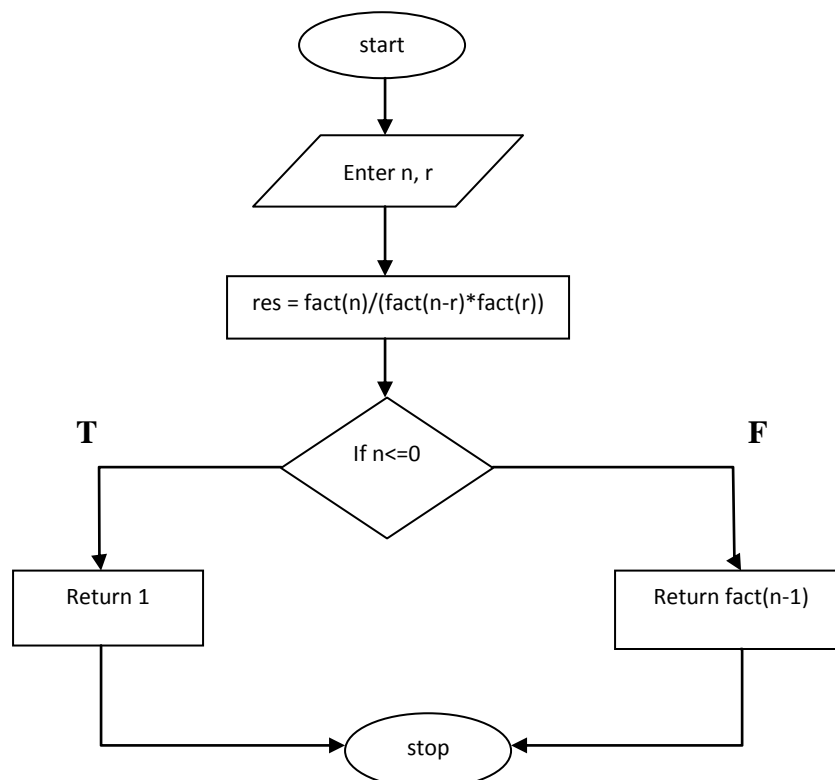 start
Enter n, r
res = fact(n)/(fact(n-r)*fact(r))
T
F
If n<=0
Return 1
Return fact(n-1)
stop